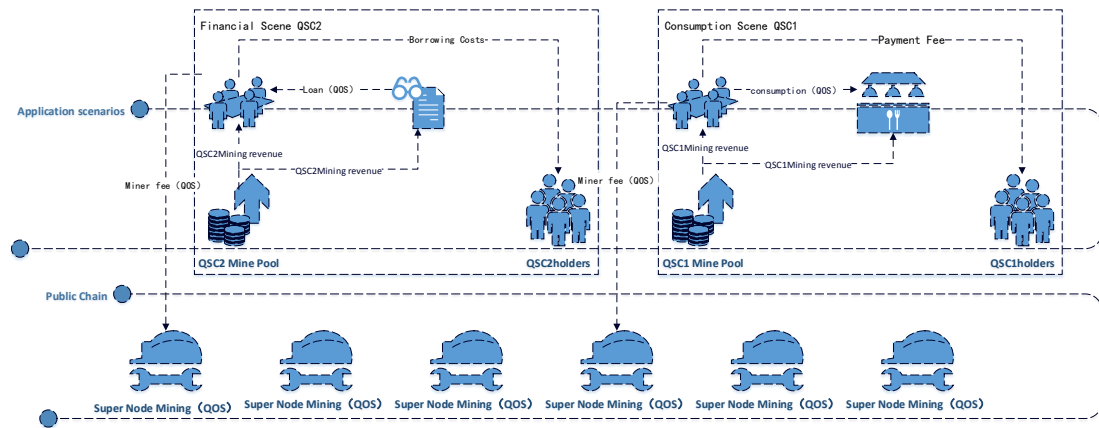 Financial Scene QSC2
Consumption Scene QSC1
Borrowing Costs
Payment Fee
Loan（QOS）
consumption（QOS）
Application scenarios
QSC2Mining revenue
QSC2Mining revenue
QSC1Mining revenue
QSC1Mining revenue
Miner fee（QOS）
Miner fee（QOS）
QSC2 Mine Pool
QSC2holders
QSC1 Mine Pool
QSC1holders
Public Chain
Super Node Mining（QOS）
Super Node Mining（QOS）
Super Node Mining（QOS）
Super Node Mining（QOS）
Super Node Mining（QOS）
Super Node Mining（QOS）